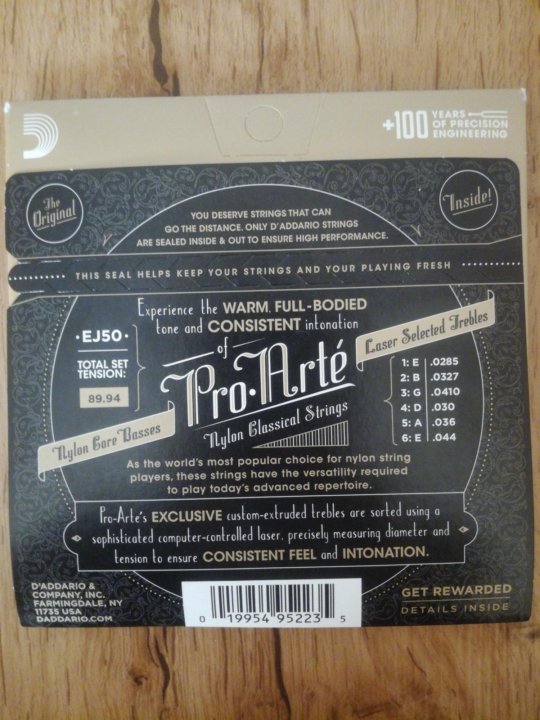 +100 YEARS
OF PRECISION
ENGINEERING
The
Original
Inside!
YOU DESERVE STRINGS THAT CAN
GO THE DISTANCE. ONLY D'ADDARIO STRINGS
ARE SEALED INSIDE & OUT TO ENSURE HIGH PERFORMANCE.
THIS SEAL HELPS KEEP YOUR STRINGS AND YOUR PLAYING FRESH
Experience the WARM, FULL-BODIED
tone and CONSISTENT intonation
of
Pro·Arté
Nylon Classical Strings
·EJ50·
TOTAL SET
TENSION:
89.94
Nylon Core Basses
Laser Selected Trebles
1: E .0285
2: B .0327
3: G .0410
4: D .030
5: A .036
6: E .044
As the world's most popular choice for nylon string
players, these strings have the versatility required
to play today's advanced repertoire.
Pro-Arte's EXCLUSIVE custom-extruded trebles are sorted using a
sophisticated computer-controlled laser, precisely measuring diameter and
tension to ensure CONSISTENT FEEL and INTONATION.
D'ADDARIO &
COMPANY, INC.
FARMINGDALE, NY
11735 USA
DADDARIO.COM
0 19954 95223 5
GET REWARDED
DETAILS INSIDE